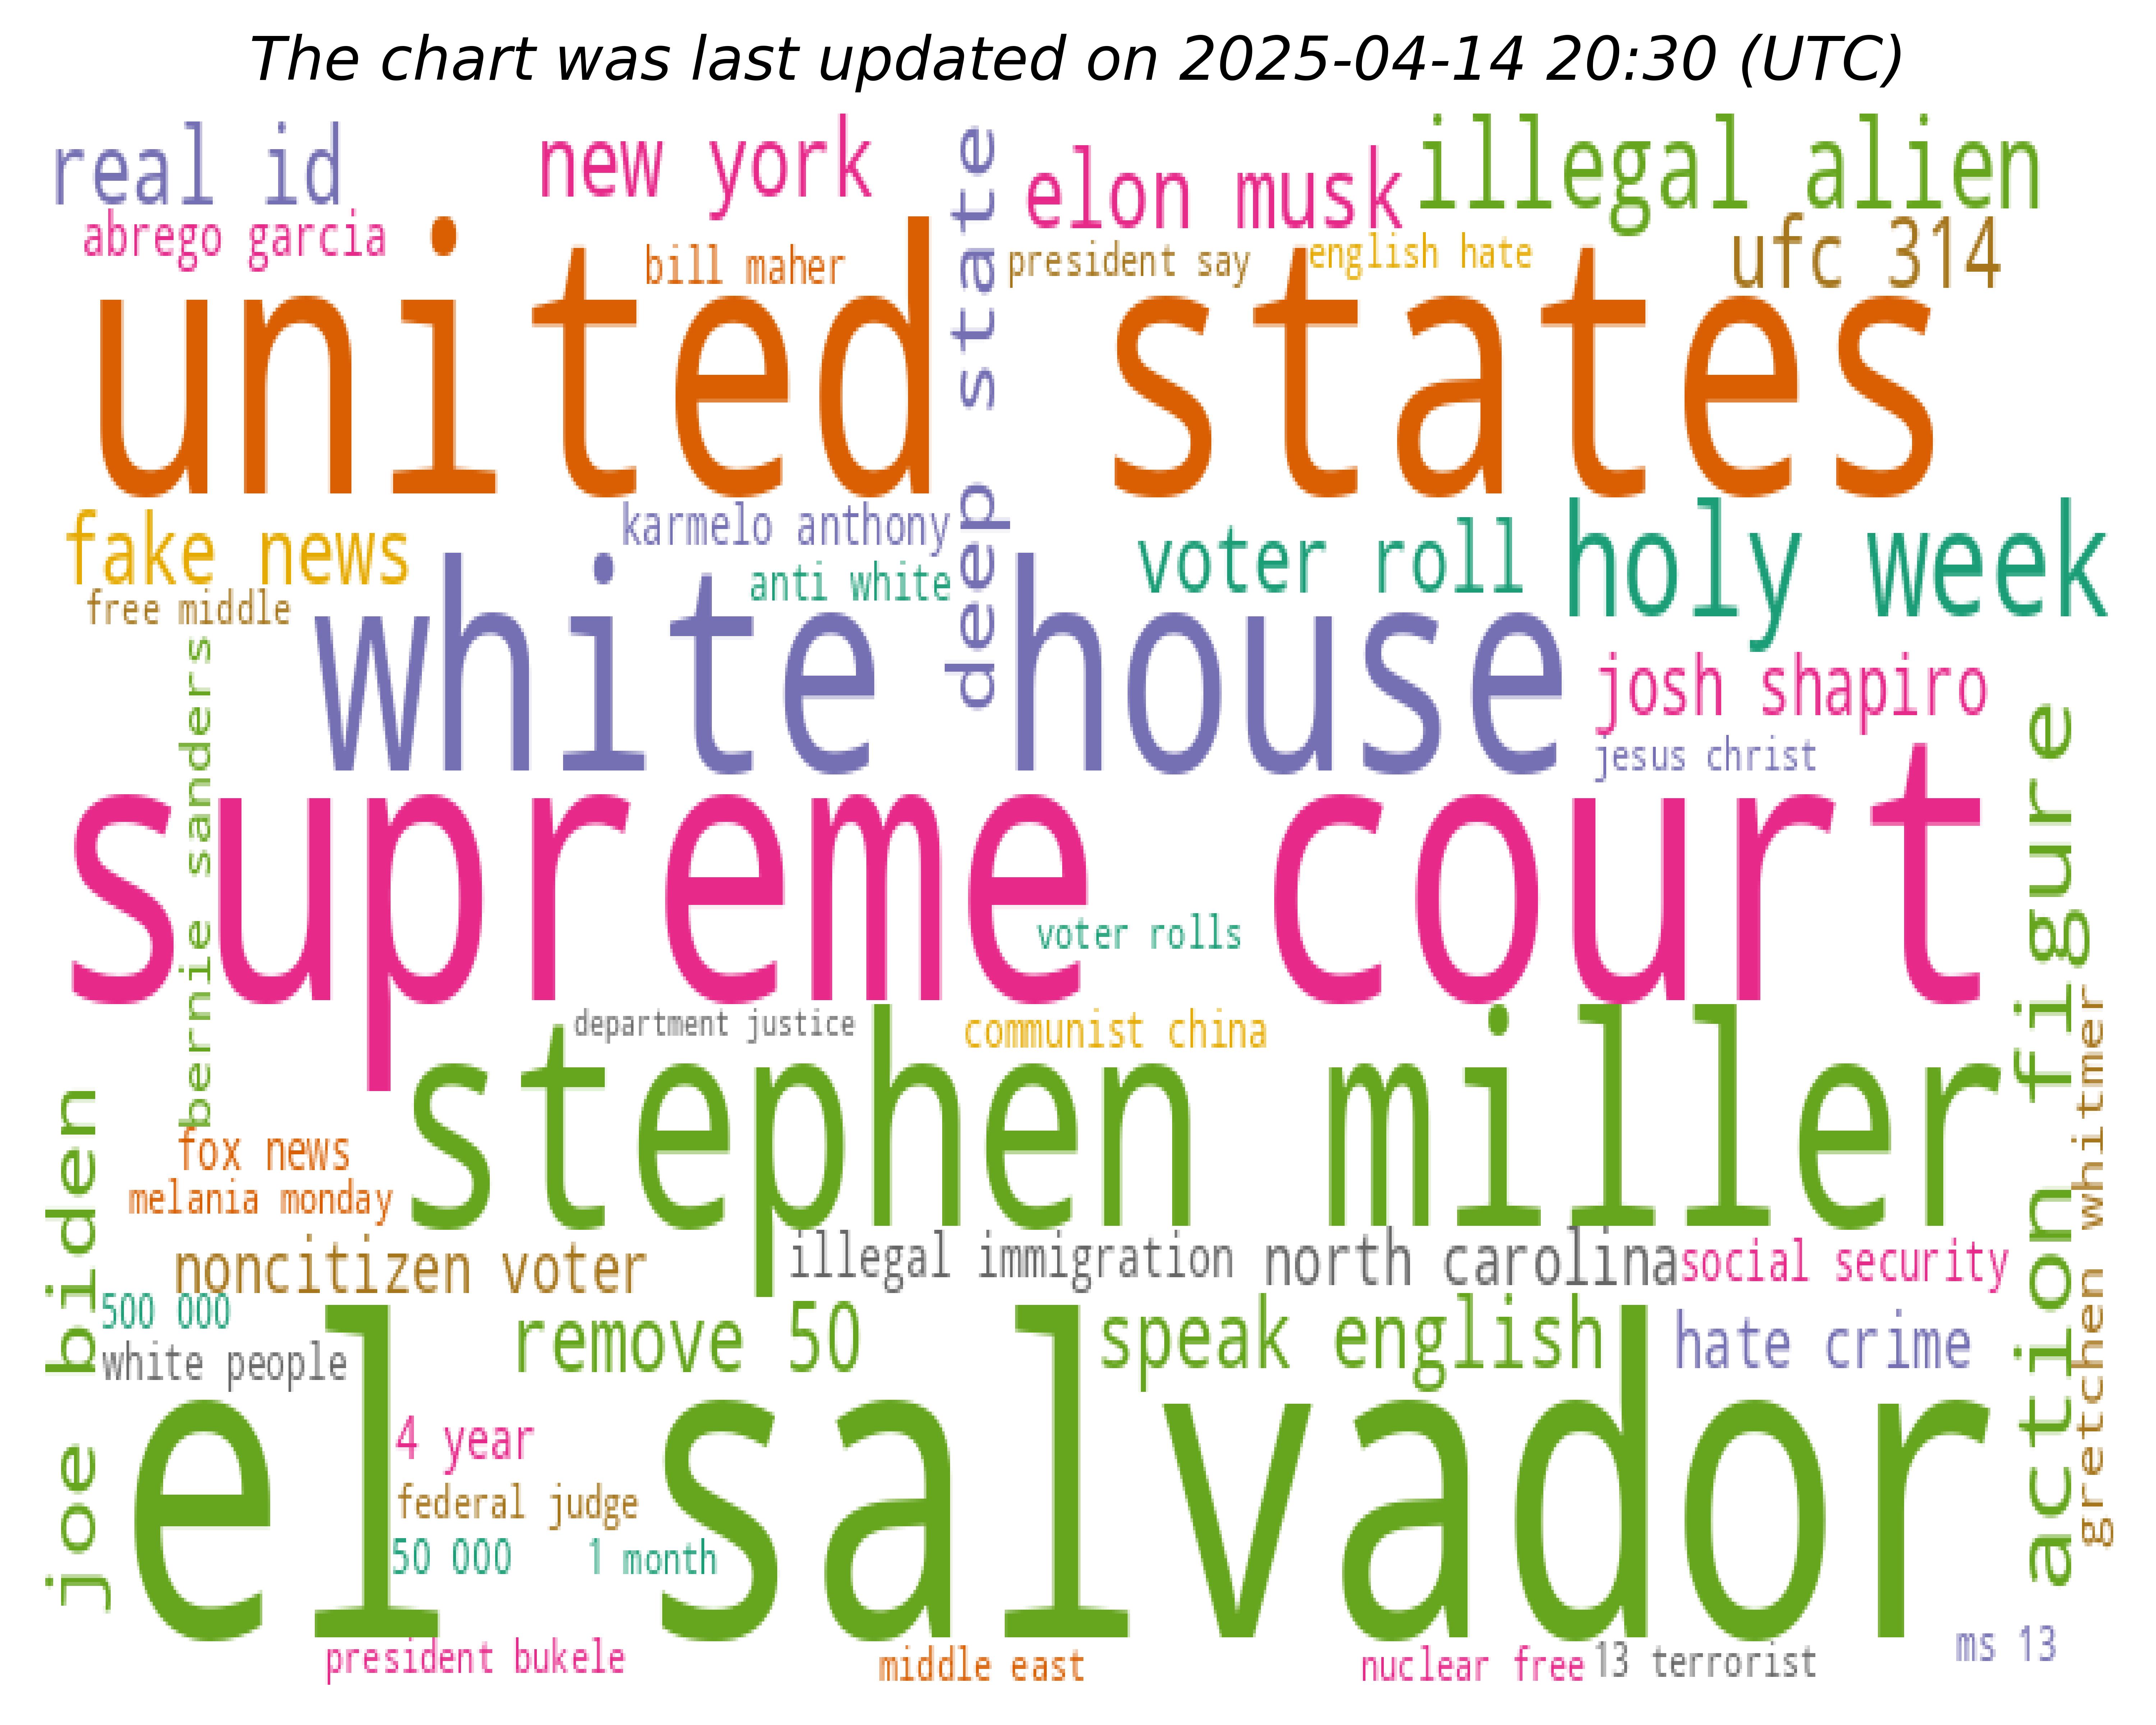 The chart was last updated on 2025-04-14 20:30 (UTC)
real id
new york
deep state
elon musk
illegal alien
abrego garcia
bill maher
president say
english hate
ufc 314
united states
fake news
karmelo anthony
voter roll
holy week
free middle
anti white
white house
josh shapiro
jesus christ
bernie sanders
supreme court
action figure
voter rolls
department justice
communist china
gretchen whitmer
stephen miller
joe biden
fox news
melania monday
noncitizen voter
illegal immigration
north carolina
social security
500 000
white people
remove 50
speak english
hate crime
el salvador
4 year
federal judge
50 000
1 month
president bukele
middle east
nuclear free
13 terrorist
ms 13